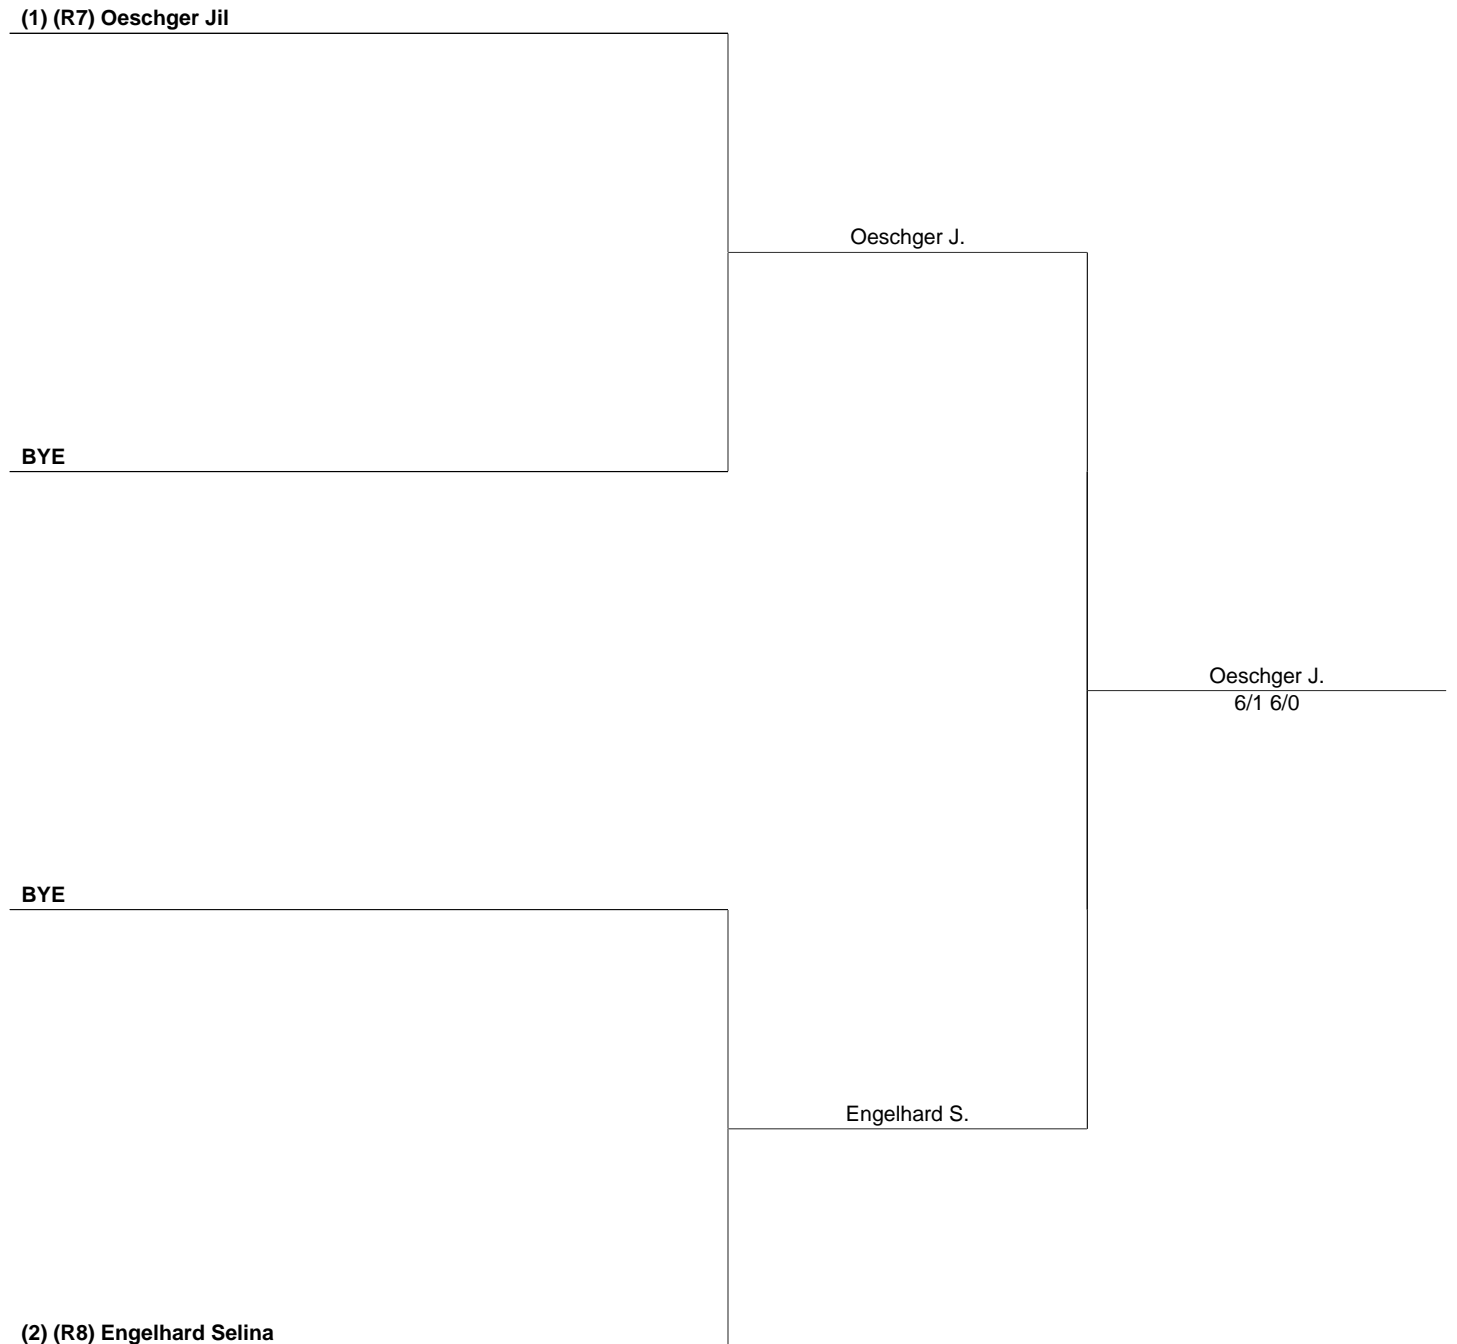 (1) (R7) Oeschger Jil
Oeschger J.
BYE
Oeschger J.
6/1 6/0
BYE
Engelhard S.
(2) (R8) Engelhard Selina